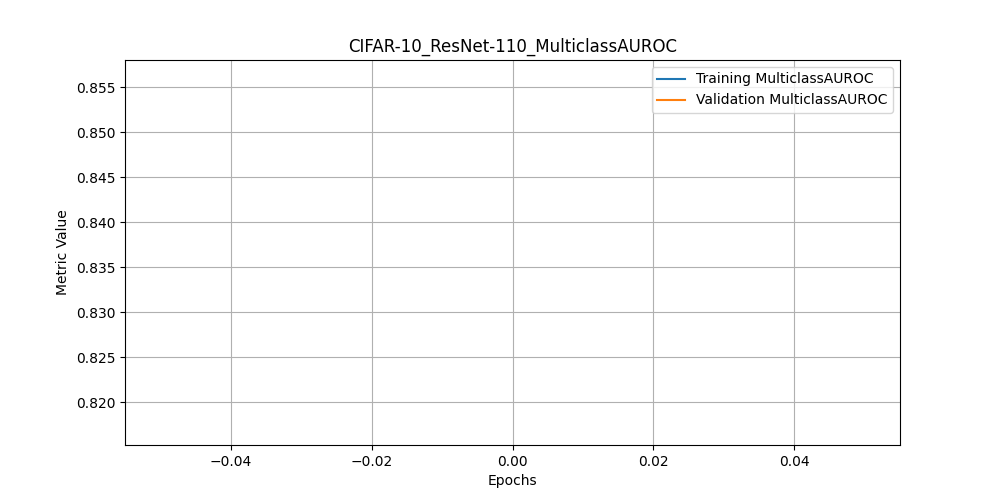 CIFAR-10_ResNet-110_MulticlassAUROC
Training MulticlassAUROC
Validation MulticlassAUROC
0.855
0.850
0.845
0.840
0.835
0.830
0.825
0.820
Metric Value
−0.04
−0.02
0.00
0.02
0.04
Epochs